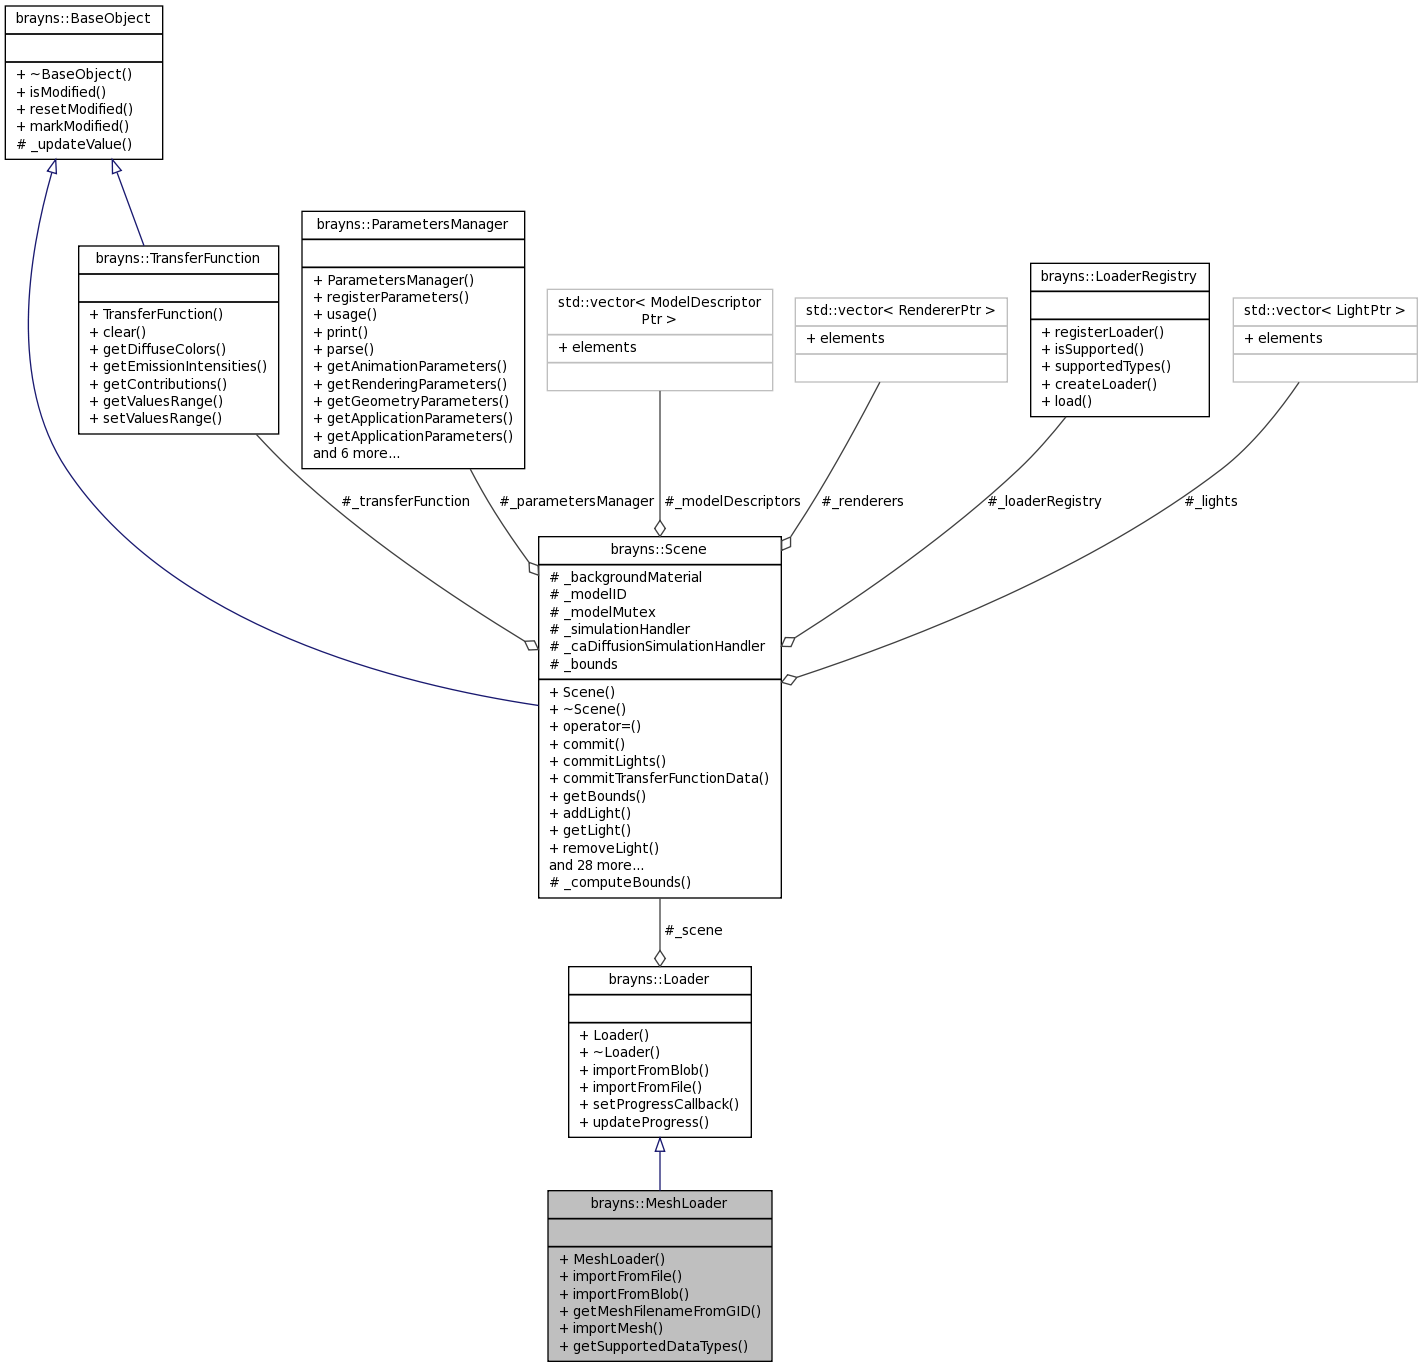 brayns::BaseObject
+ ~BaseObject()
+ isModified()
+ resetModified()
+ markModified()
# _updateValue()
brayns::TransferFunction
+ TransferFunction()
+ clear()
+ getDiffuseColors()
+ getEmissionIntensities()
+ getContributions()
+ getValuesRange()
+ setValuesRange()
brayns::ParametersManager
+ ParametersManager()
+ registerParameters()
+ usage()
+ print()
+ parse()
+ getAnimationParameters()
+ getRenderingParameters()
+ getGeometryParameters()
+ getApplicationParameters()
+ getApplicationParameters()
and 6 more...
std::vector< ModelDescriptor
Ptr >
+ elements
std::vector< RendererPtr >
+ elements
brayns::LoaderRegistry
+ registerLoader()
+ isSupported()
+ supportedTypes()
+ createLoader()
+ load()
std::vector< LightPtr >
+ elements
#_transferFunction
#_parametersManager
#_modelDescriptors
#_renderers
#_loaderRegistry
#_lights
brayns::Scene
# _backgroundMaterial
# _modelID
# _modelMutex
# _simulationHandler
# _caDiffusionSimulationHandler
# _bounds
+ Scene()
+ ~Scene()
+ operator=()
+ commit()
+ commitLights()
+ commitTransferFunctionData()
+ getBounds()
+ addLight()
+ getLight()
+ removeLight()
and 28 more...
# _computeBounds()
#_scene
brayns::Loader
+ Loader()
+ ~Loader()
+ importFromBlob()
+ importFromFile()
+ setProgressCallback()
+ updateProgress()
brayns::MeshLoader
+ MeshLoader()
+ importFromFile()
+ importFromBlob()
+ getMeshFilenameFromGID()
+ importMesh()
+ getSupportedDataTypes()